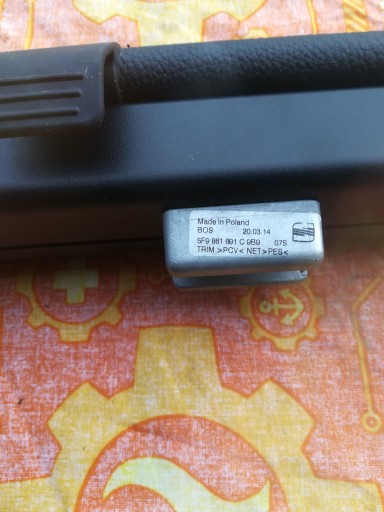 Made in Poland
BOS 20.03.14
5F9 861 691 C 9B9 07S
TRIM >PCV< NET>PES<